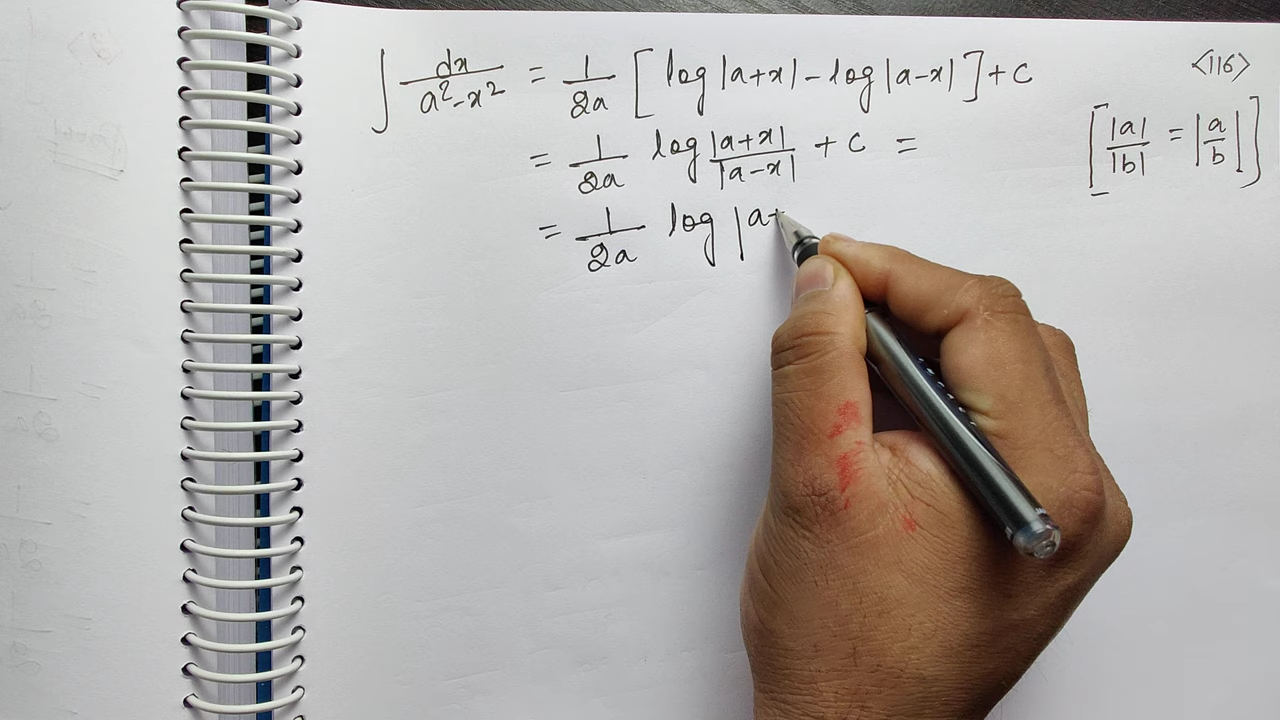 ∫ dx/(a²-x²) = 1/2a [log|a+x| - log|a-x|] + c
<116>
= 1/2a log |a+x|/|a-x| + c =
[|a|/|b| = |a/b|]
= 1/2a log |a+